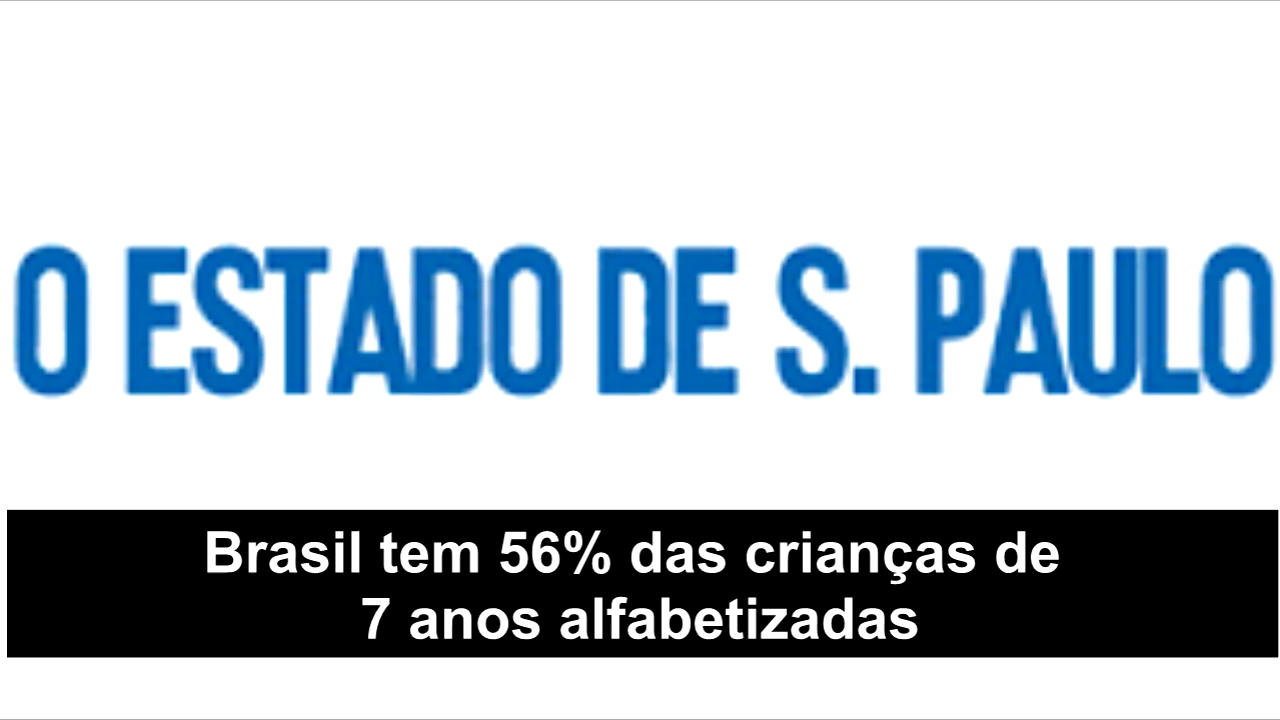 O ESTADO DE S. PAULO
Brasil tem 56% das crianças de
7 anos alfabetizadas